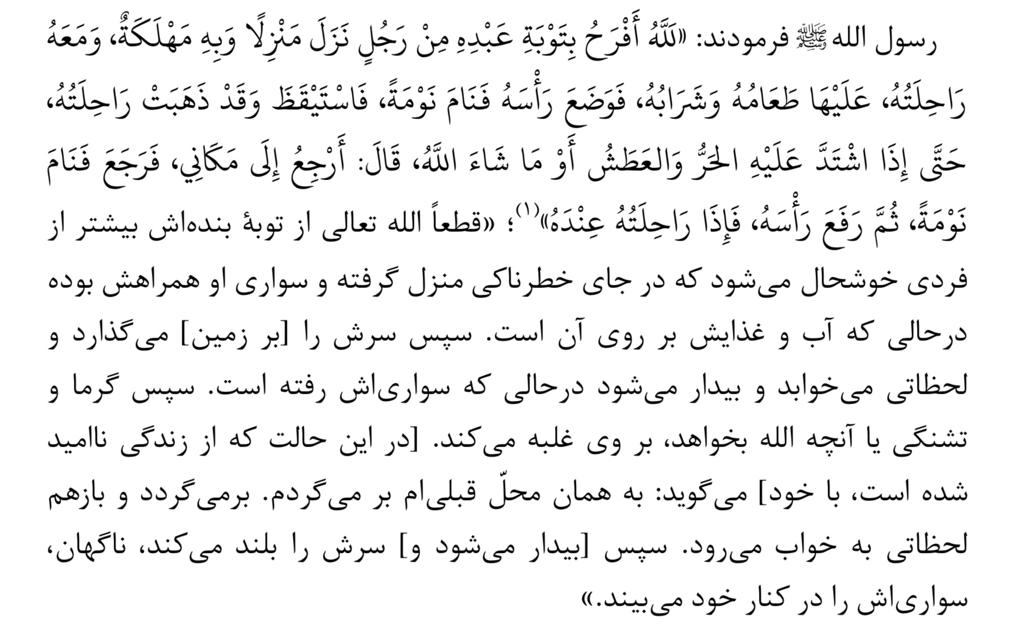 رسول الله ﷺ فرمودند: «لَلَّهُ أَفْرَحُ بِتَوْبَةِ عَبْدِهِ مِنْ رَجُلٍ نَزَلَ مَنْزِلًا وَبِهِ مَهْلَكَةٌ، وَمَعَهُ
رَاحِلَتُهُ، عَلَيْهَا طَعَامُهُ وَشَرَابُهُ، فَوَضَعَ رَأْسَهُ فَنَامَ نَوْمَةً، فَاسْتَيْقَظَ وَقَدْ ذَهَبَتْ رَاحِلَتُهُ،
حَتَّى إِذَا اشْتَدَّ عَلَيْهِ الحَرُّ وَالعَطَشُ أَوْ مَا شَاءَ اللَّهُ، قَالَ: أَرْجِعُ إِلَى مَكَانِي، فَرَجَعَ فَنَامَ
نَوْمَةً، ثُمَّ رَفَعَ رَأْسَهُ، فَإِذَا رَاحِلَتُهُ عِنْدَهُ»(۱)؛ «قطعاً الله تعالی از توبهٔ بنده‌اش بیشتر از
فردی خوشحال می‌شود که در جای خطرناکی منزل گرفته و سواری او همراهش بوده
درحالی که آب و غذایش بر روی آن است. سپس سرش را [بر زمین] می‌گذارد و
لحظاتی می‌خوابد و بیدار می‌شود درحالی که سواری‌اش رفته است. سپس گرما و
تشنگی یا آنچه الله بخواهد، بر وی غلبه می‌کند. [در این حالت که از زندگی ناامید
شده است، با خود] می‌گوید: به همان محلّ قبلی‌ام بر می‌گردم. برمی‌گردد و بازهم
لحظاتی به خواب می‌رود. سپس [بیدار می‌شود و] سرش را بلند می‌کند، ناگهان،
سواری‌اش را در کنار خود می‌بیند.»